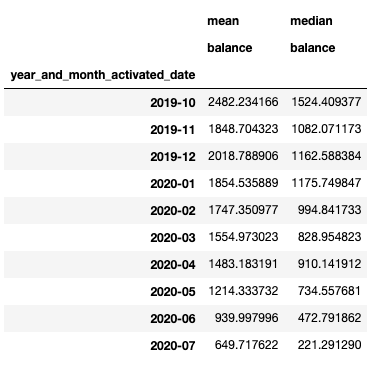 mean median
balance balance
year_and_month_activated_date
2019-10 2482.234166 1524.409377
2019-11 1848.704323 1082.071173
2019-12 2018.788906 1162.588384
2020-01 1854.535889 1175.749847
2020-02 1747.350977 994.841733
2020-03 1554.973023 828.954823
2020-04 1483.183191 910.141912
2020-05 1214.333732 734.557681
2020-06 939.997996 472.791862
2020-07 649.717622 221.291290